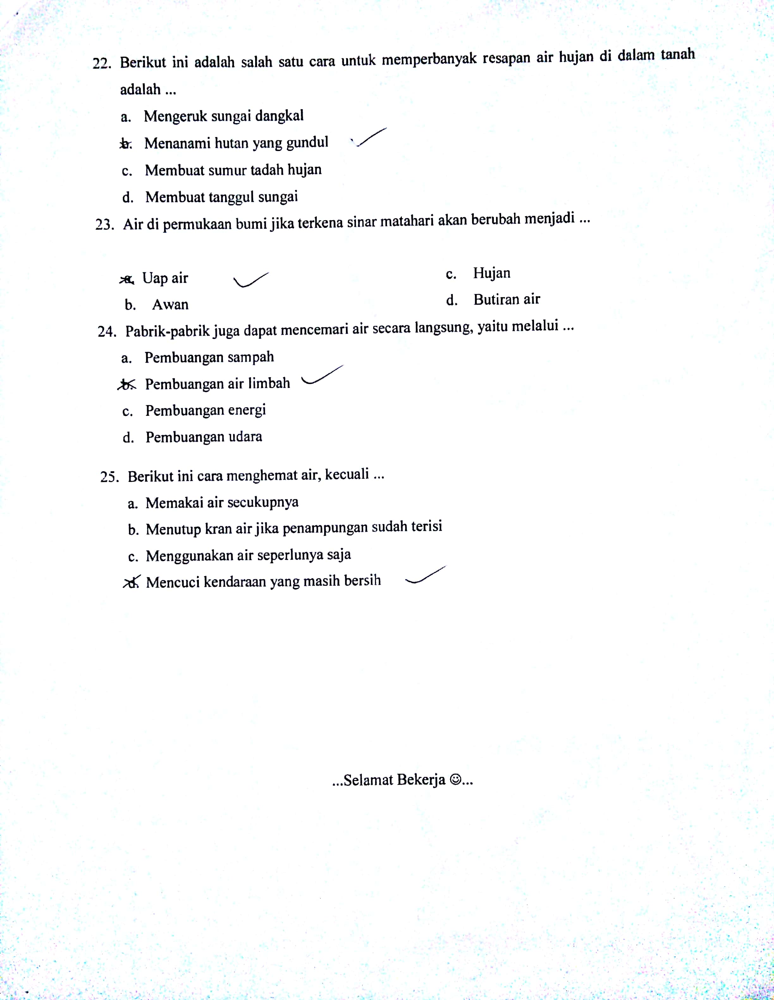 22. Berikut ini adalah salah satu cara untuk memperbanyak resapan air hujan di dalam tanah
adalah ...
a. Mengeruk sungai dangkal
b. Menanami hutan yang gundul
c. Membuat sumur tadah hujan
d. Membuat tanggul sungai
23. Air di permukaan bumi jika terkena sinar matahari akan berubah menjadi ...
a. Uap air
b. Awan
c. Hujan
d. Butiran air
24. Pabrik-pabrik juga dapat mencemari air secara langsung, yaitu melalui ...
a. Pembuangan sampah
b. Pembuangan air limbah
c. Pembuangan energi
d. Pembuangan udara
25. Berikut ini cara menghemat air, kecuali ...
a. Memakai air secukupnya
b. Menutup kran air jika penampungan sudah terisi
c. Menggunakan air seperlunya saja
d. Mencuci kendaraan yang masih bersih
...Selamat Bekerja ☺...